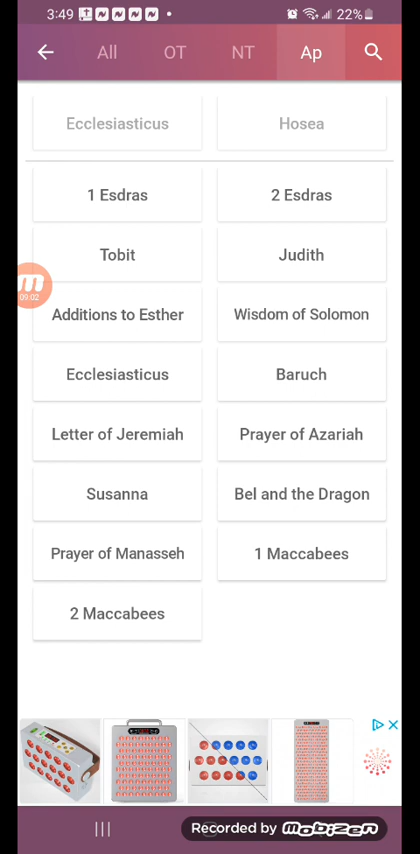 3:49 22%
All OT NT Ap
Ecclesiasticus Hosea
1 Esdras 2 Esdras
Tobit Judith
09:02
Additions to Esther Wisdom of Solomon
Ecclesiasticus Baruch
Letter of Jeremiah Prayer of Azariah
Susanna Bel and the Dragon
Prayer of Manasseh 1 Maccabees
2 Maccabees
Recorded by mobizen